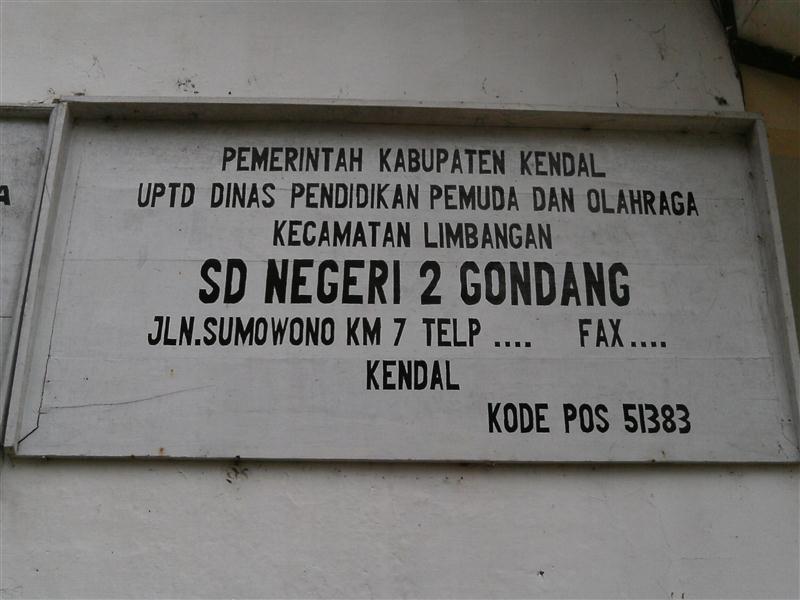 PEMERINTAH KABUPATEN KENDAL
UPTD DINAS PENDIDIKAN PEMUDA DAN OLAHRAGA
KECAMATAN LIMBANGAN
SD NEGERI 2 GONDANG
JLN.SUMOWONO KM 7 TELP .... FAX....
KENDAL
KODE POS 51383